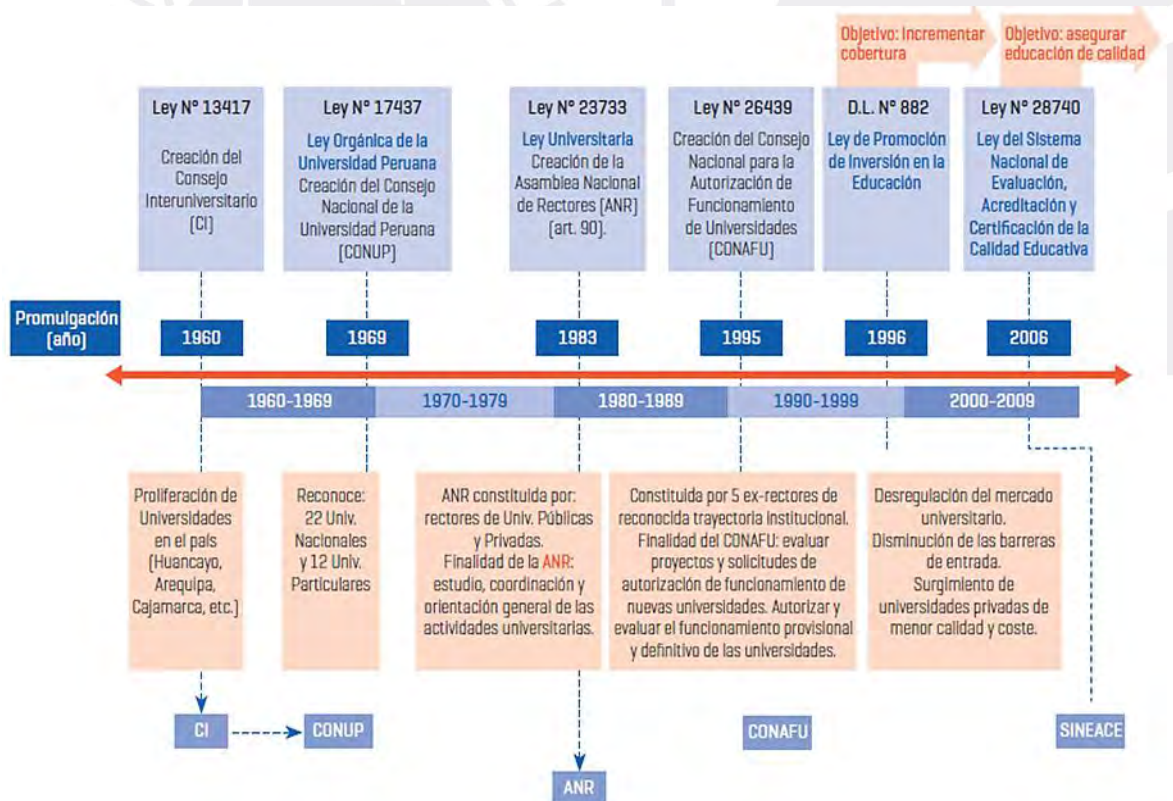 Objetivo: Incrementar
cobertura
Objetivo: asegurar
educación de calidad
Ley N° 13417
Creación del
Consejo
Interuniversitario
[CI]
Ley N° 17437
Ley Orgánica de la
Universidad Peruana
Creación del Consejo
Nacional de la
Universidad Peruana
[CONUP]
Ley N° 23733
Ley Universitaria
Creación de la
Asamblea Nacional
de Rectores [ANR]
[art. 90].
Ley N° 26439
Creación del Consejo
Nacional para la
Autorización de
Funcionamiento
de Universidades
[CONAFU]
D.L. N° 882
Ley de Promoción
de Inversión en la
Educación
Ley N° 28740
Ley del Sistema
Nacional de
Evaluación,
Acreditación y
Certificación de la
Calidad Educativa
Promulgación
[año]
1960
1969
1983
1995
1996
2006
1960-1969
1970-1979
1980-1989
1990-1999
2000-2009
Proliferación de
Universidades
en el país
[Huancayo,
Arequipa,
Cajamarca, etc.]
Reconoce:
22 Univ.
Nacionales
y 12 Univ.
Particulares
ANR constituida por:
rectores de Univ. Públicas
y Privadas.
Finalidad de la ANR:
estudio, coordinación y
orientación general de las
actividades universitarias.
Constituida por 5 ex-rectores de
reconocida trayectoria institucional.
Finalidad del CONAFU: evaluar
proyectos y solicitudes de
autorización de funcionamiento de
nuevas universidades. Autorizar y
evaluar el funcionamiento provisional
y definitivo de las universidades.
Desregulación del mercado
universitario.
Disminución de las barreras
de entrada.
Surgimiento de
universidades privadas de
menor calidad y coste.
CI
CONUP
ANR
CONAFU
SINEACE